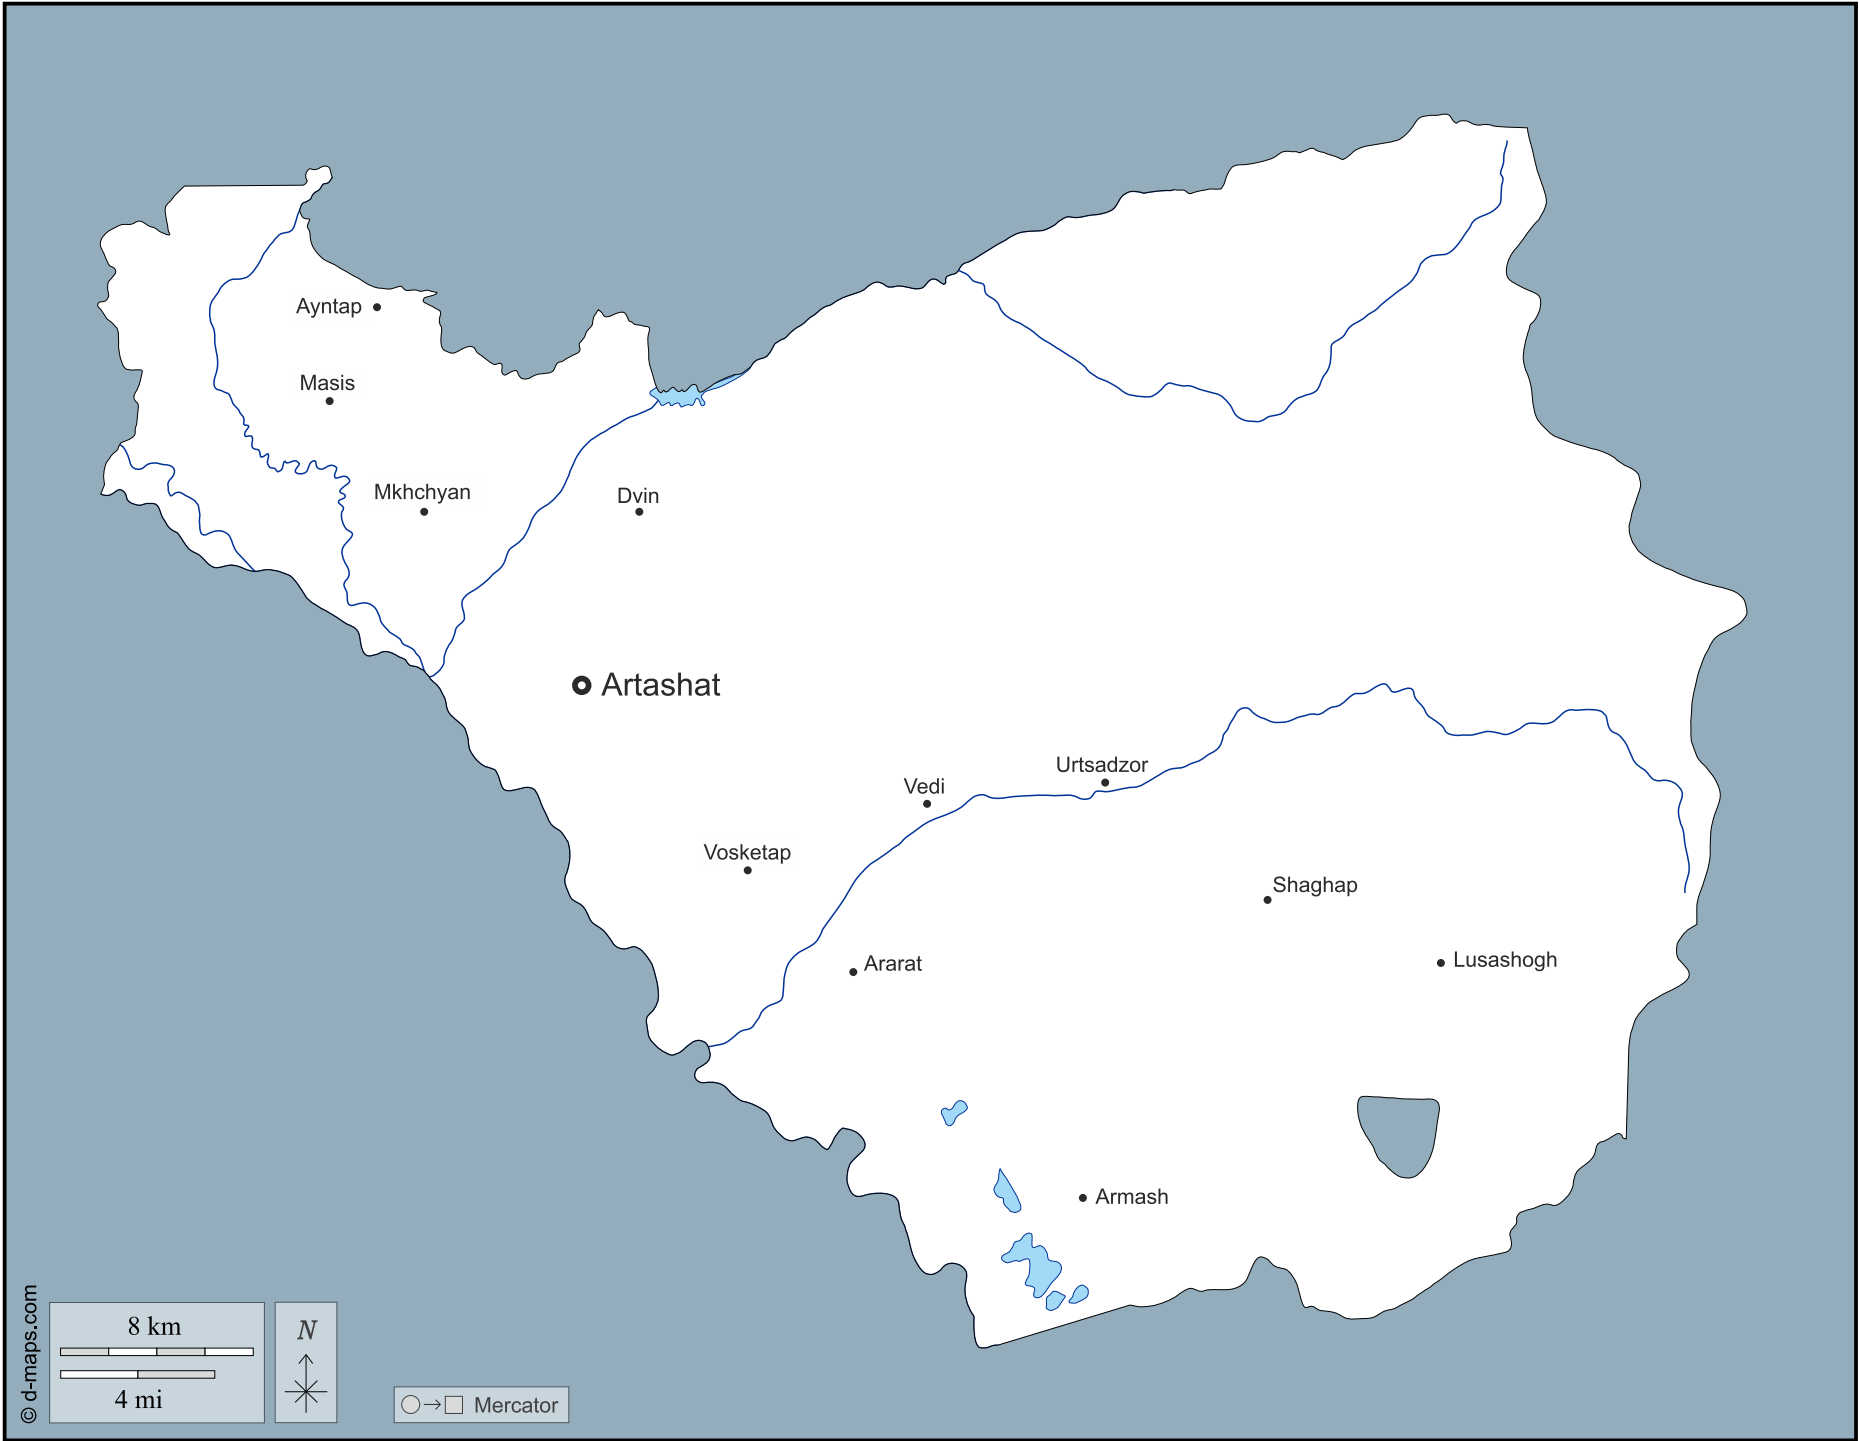 Ayntap
Masis
Mkhchyan
Dvin
Artashat
Urtsadzor
Vedi
Vosketap
Shaghap
Ararat
Lusashogh
Armash
© d-maps.com
8 km
4 mi
N
Mercator